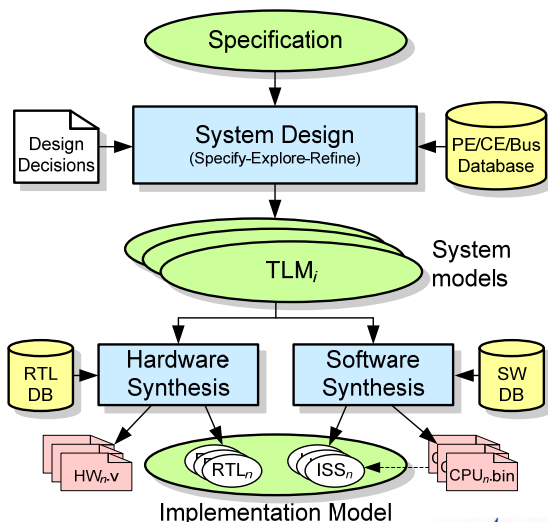 Specification
Design
Decisions
System Design
(Specify-Explore-Refine)
PE/CE/Bus
Database
TLMi
System
models
RTL
DB
Hardware
Synthesis
Software
Synthesis
SW
DB
HWn.v
RTLn
ISSn
CPUn.bin
Implementation Model